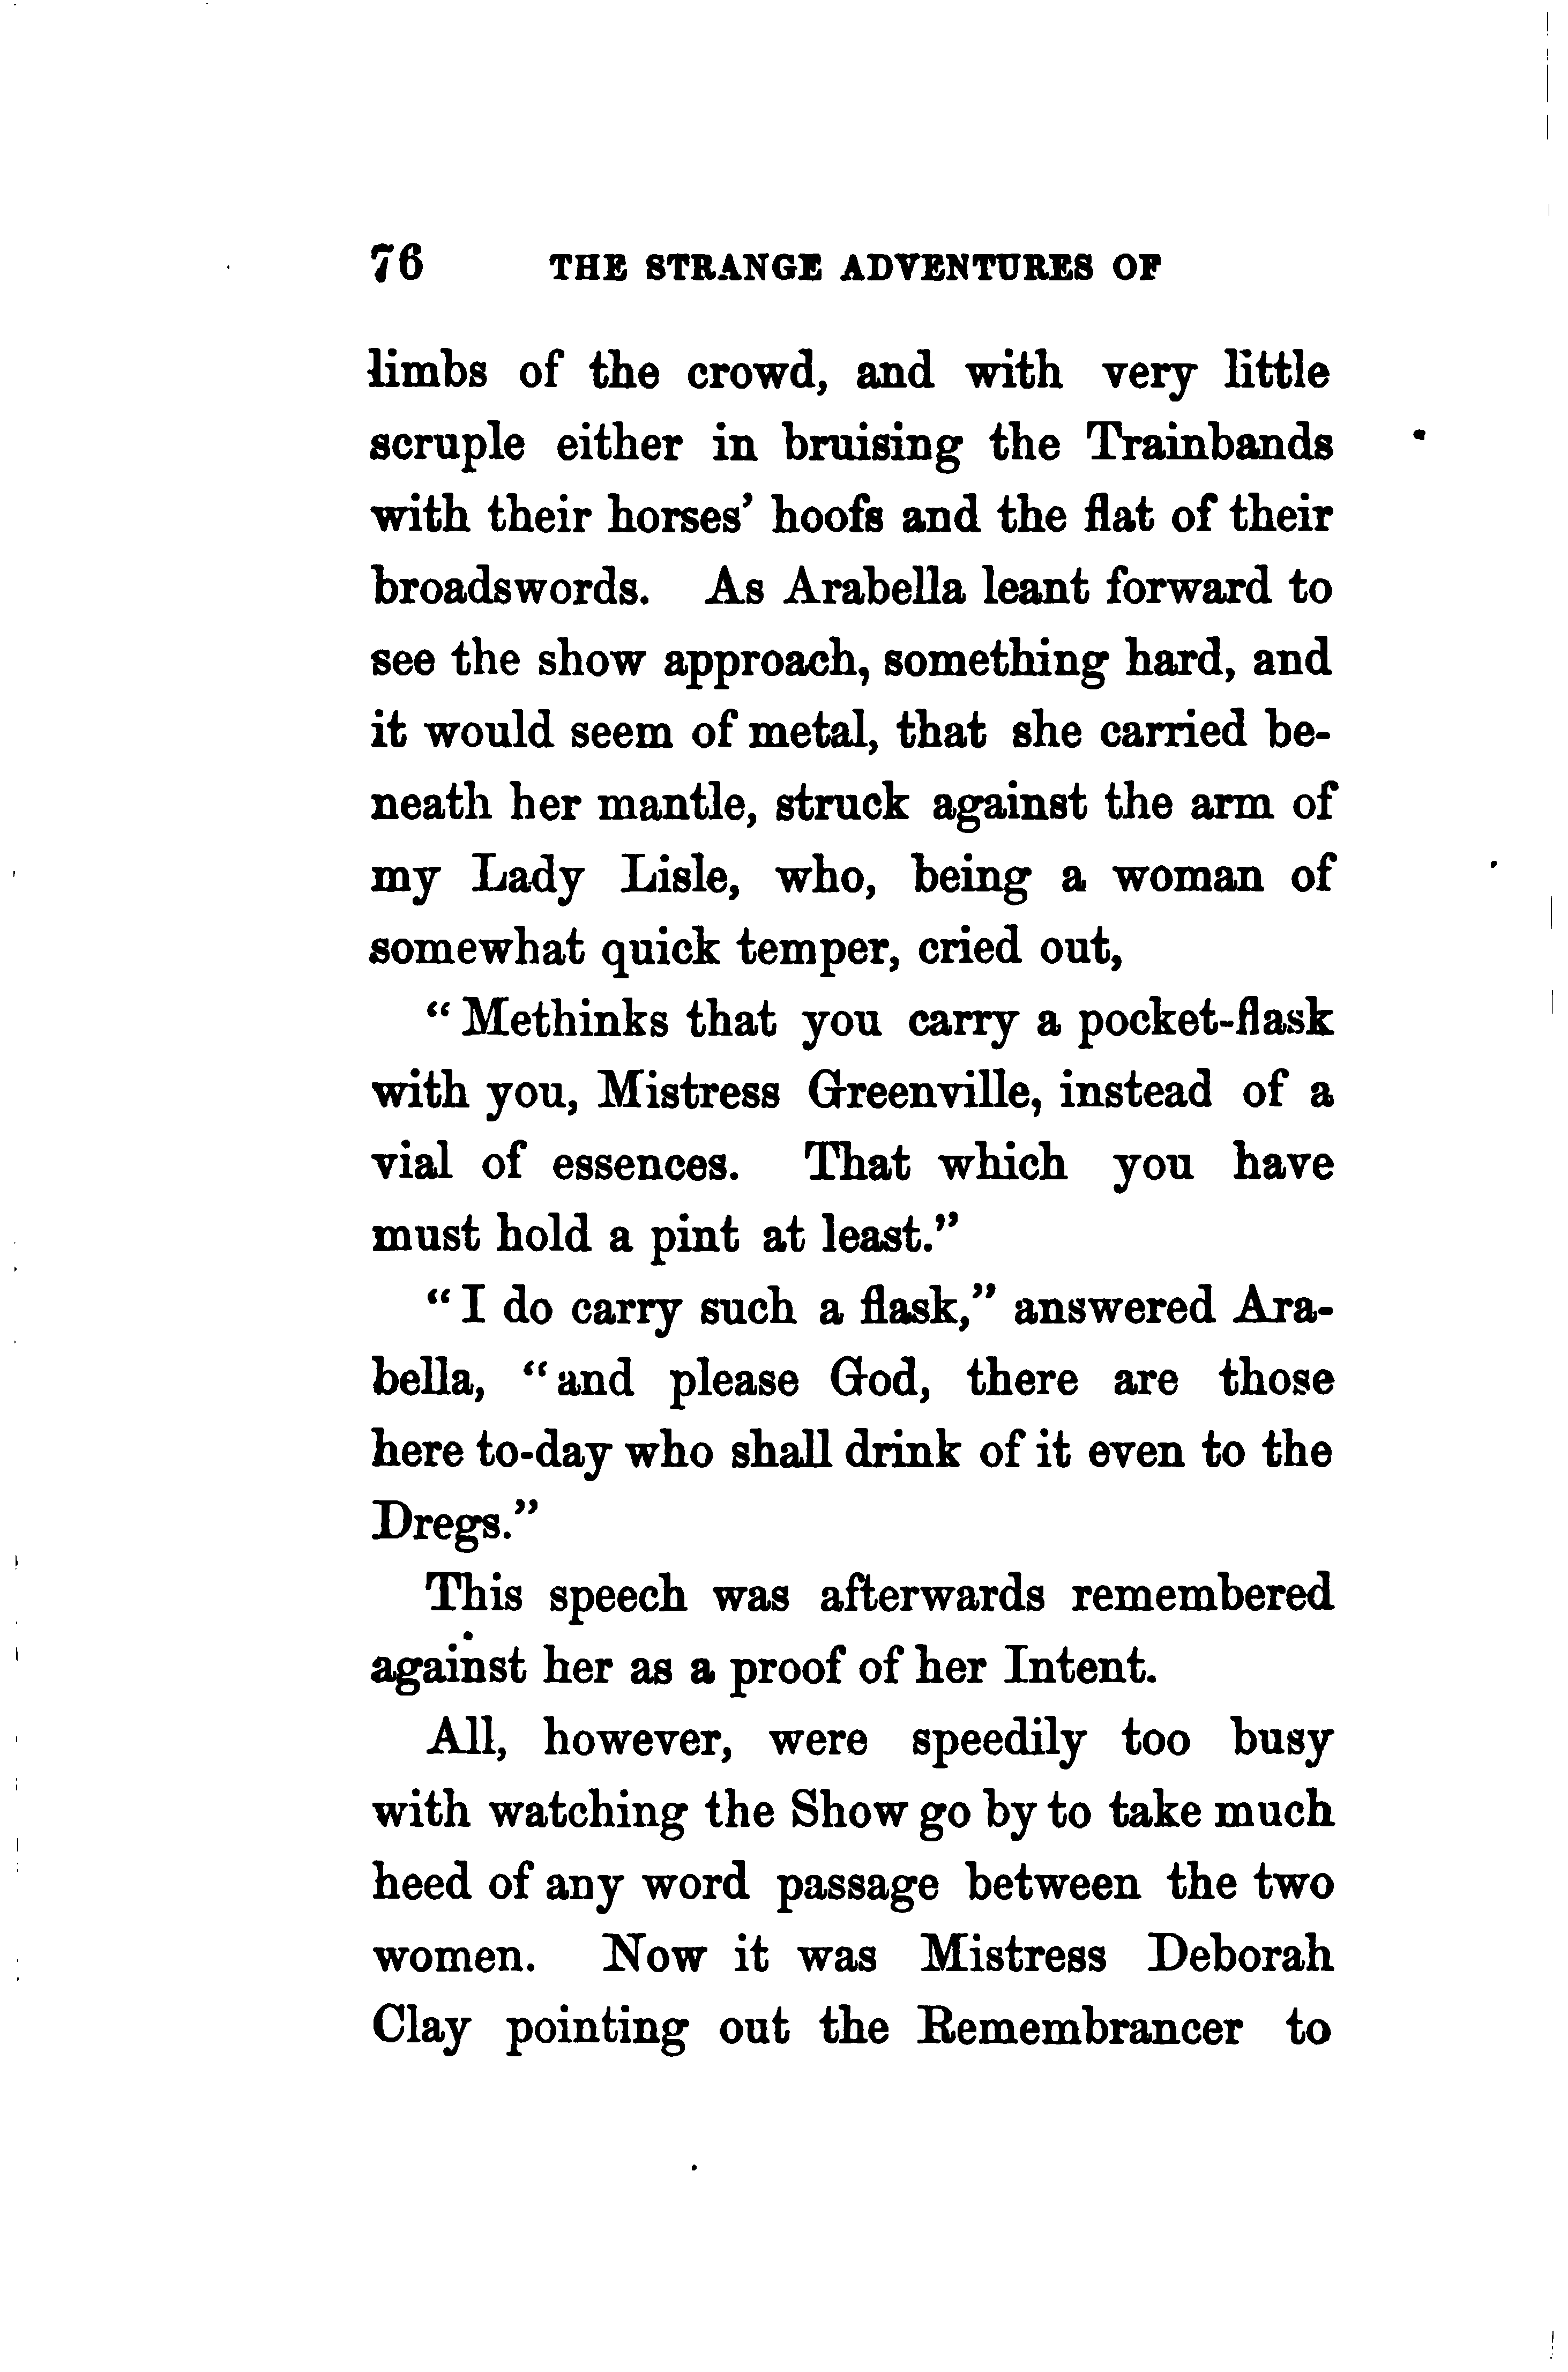 76 THE STRANGE ADVENTURES OF
limbs of the crowd, and with very little
scruple either in bruising the Trainbands
with their horses’ hoofs and the flat of their
broadswords. As Arabella leant forward to
see the show approach, something hard, and
it would seem of metal, that she carried be-
neath her mantle, struck against the arm of
my Lady Lisle, who, being a woman of
somewhat quick temper, cried out,
“Methinks that you carry a pocket-flask
with you, Mistress Greenville, instead of a
vial of essences. That which you have
must hold a pint at least.”
“I do carry such a flask,” answered Ara-
bella, “and please God, there are those
here to-day who shall drink of it even to the
Dregs.”
This speech was afterwards remembered
against her as a proof of her Intent.
All, however, were speedily too busy
with watching the Show go by to take much
heed of any word passage between the two
women. Now it was Mistress Deborah
Clay pointing out the Remembrancer to